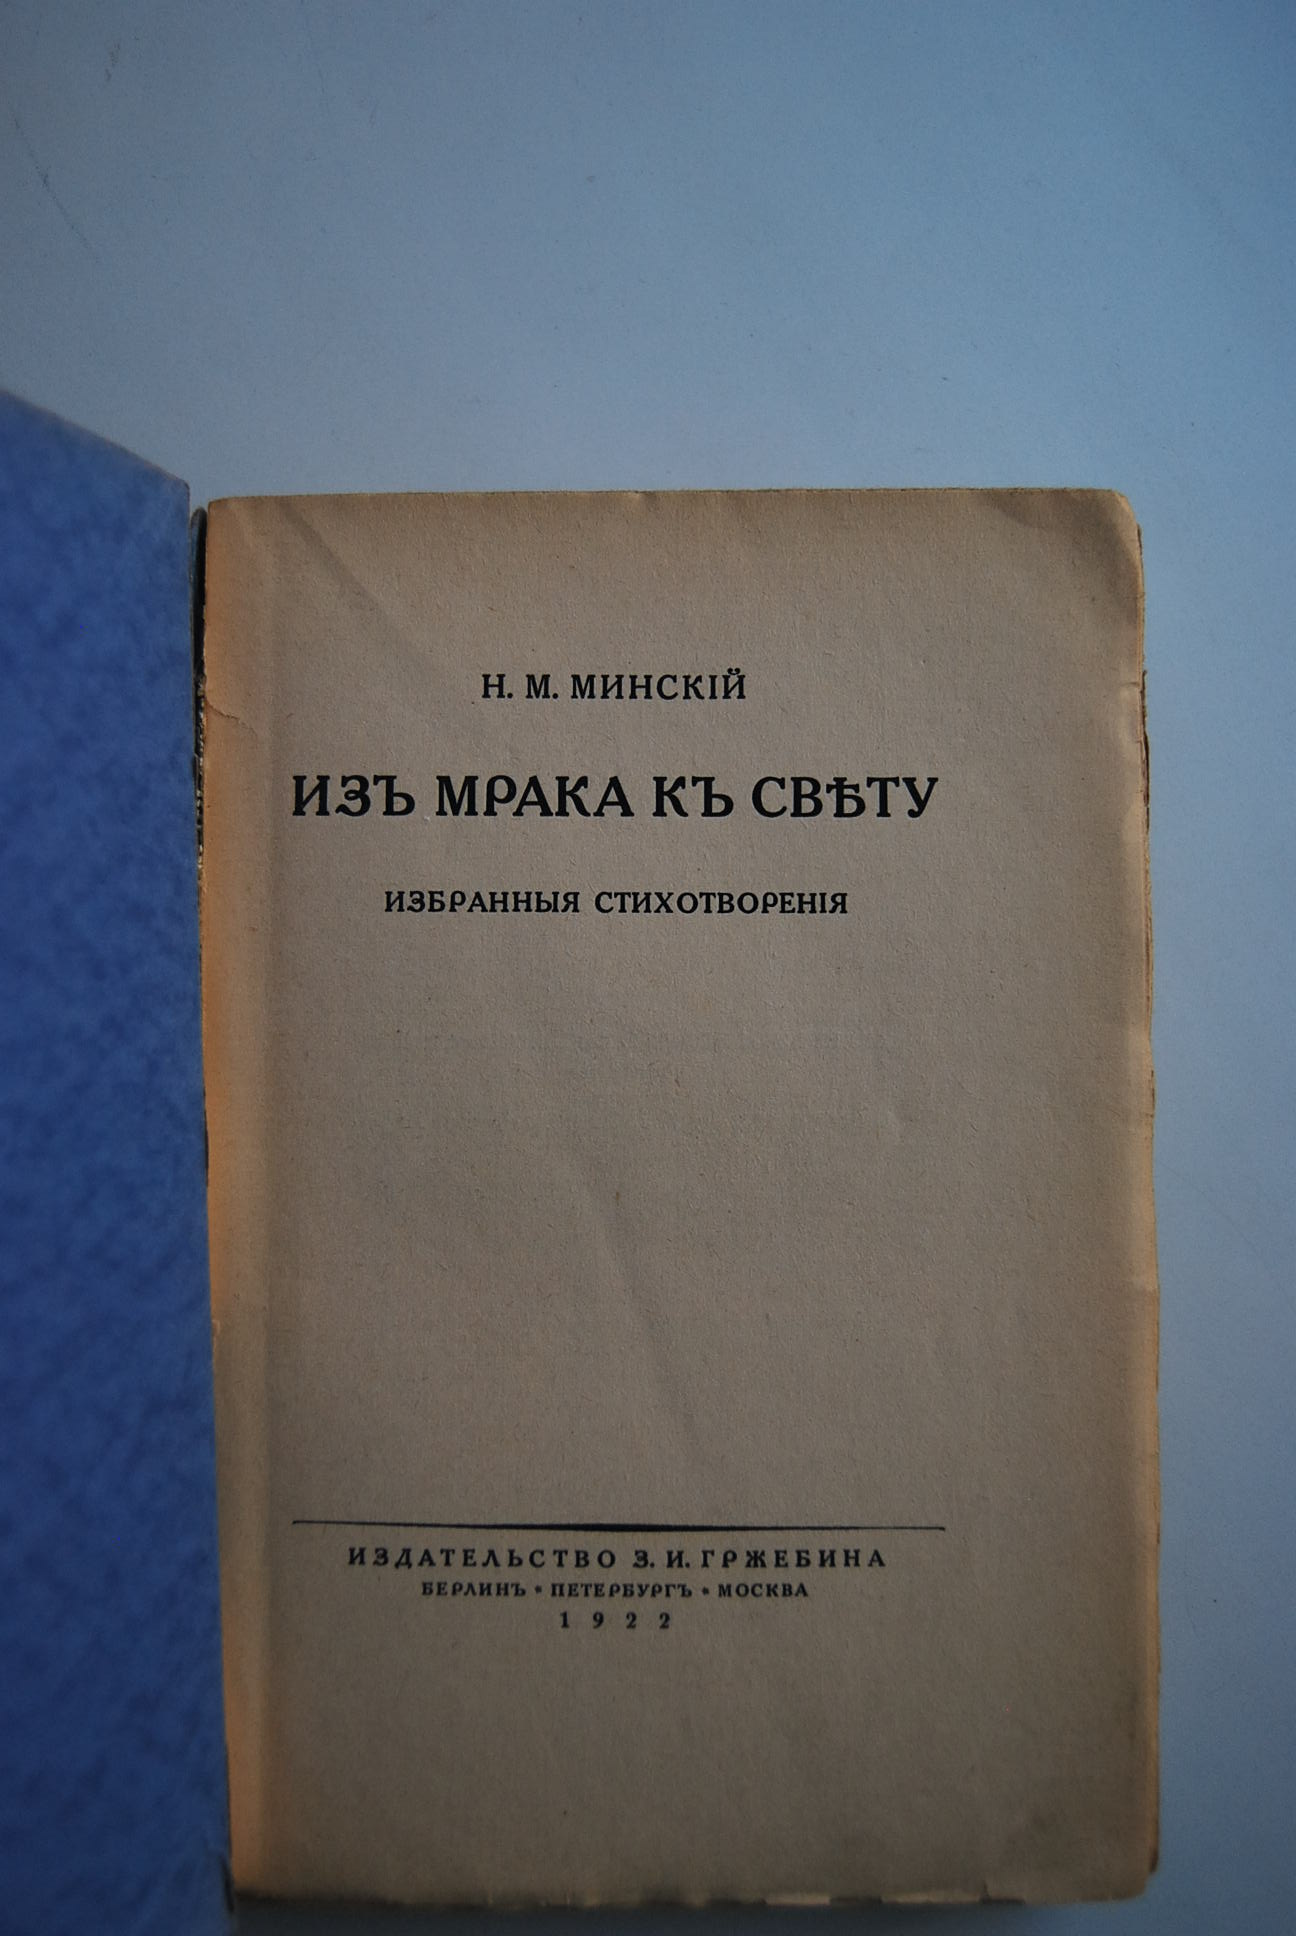 Н. М. МИНСКІЙ
ИЗЪ МРАКА КЪ СВѢТУ
ИЗБРАННЫЯ СТИХОТВОРЕНІЯ
ИЗДАТЕЛЬСТВО З. И. ГРЖЕБИНА
БЕРЛИНЪ * ПЕТЕРБУРГЪ * МОСКВА
1922